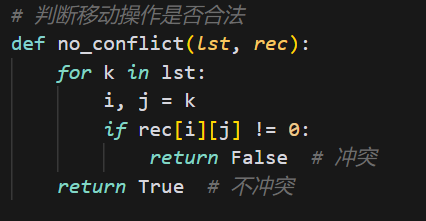 # 判断移动操作是否合法
def no_conflict(lst, rec):
    for k in lst:
        i, j = k
        if rec[i][j] != 0:
            return False  # 冲突
    return True  # 不冲突